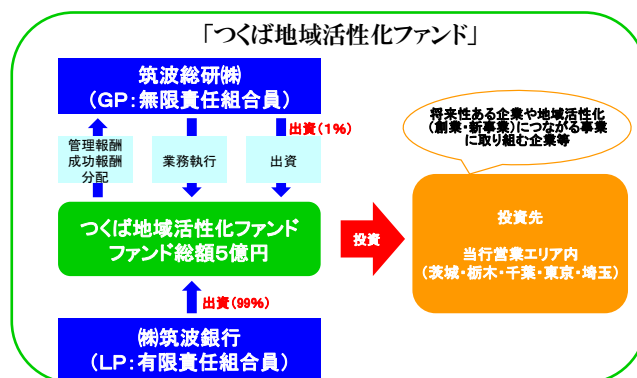 「つくば地域活性化ファンド」
筑波総研㈱
（GP：無限責任組合員）
出資（1％）
管理報酬
成功報酬
分配
業務執行
出資
将来性ある企業や地域活性化
（創業・新事業）につながる事業
に取り組む企業等
つくば地域活性化ファンド
ファンド総額5億円
投資
投資先
当行営業エリア内
（茨城・栃木・千葉・東京・埼玉）
出資（99％）
㈱筑波銀行
（LP：有限責任組合員）